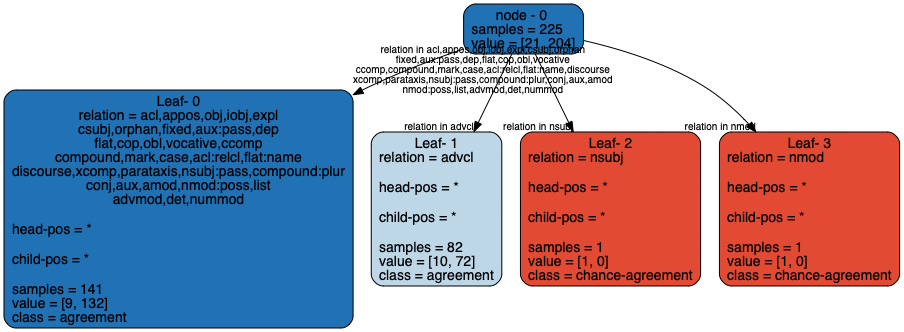 node - 0
samples = 225
value = [21, 204]
relation in acl,appos,obj,iobj,expl,csubj,orphan
fixed,aux:pass,dep,flat,cop,obl,vocative
ccomp,compound,mark,case,acl:relcl,flat:name,discourse
xcomp,parataxis,nsubj:pass,compound:plur,conj,aux,amod
nmod:poss,list,advmod,det,nummod
relation in advcl
relation in nsubj
relation in nmod
Leaf- 0
relation = acl,appos,obj,iobj,expl
csubj,orphan,fixed,aux:pass,dep
flat,cop,obl,vocative,ccomp
compound,mark,case,acl:relcl,flat:name
discourse,xcomp,parataxis,nsubj:pass,compound:plur
conj,aux,amod,nmod:poss,list
advmod,det,nummod
head-pos = *
child-pos = *
samples = 141
value = [9, 132]
class = agreement
Leaf- 1
relation = advcl
head-pos = *
child-pos = *
samples = 82
value = [10, 72]
class = agreement
Leaf- 2
relation = nsubj
head-pos = *
child-pos = *
samples = 1
value = [1, 0]
class = chance-agreement
Leaf- 3
relation = nmod
head-pos = *
child-pos = *
samples = 1
value = [1, 0]
class = chance-agreement